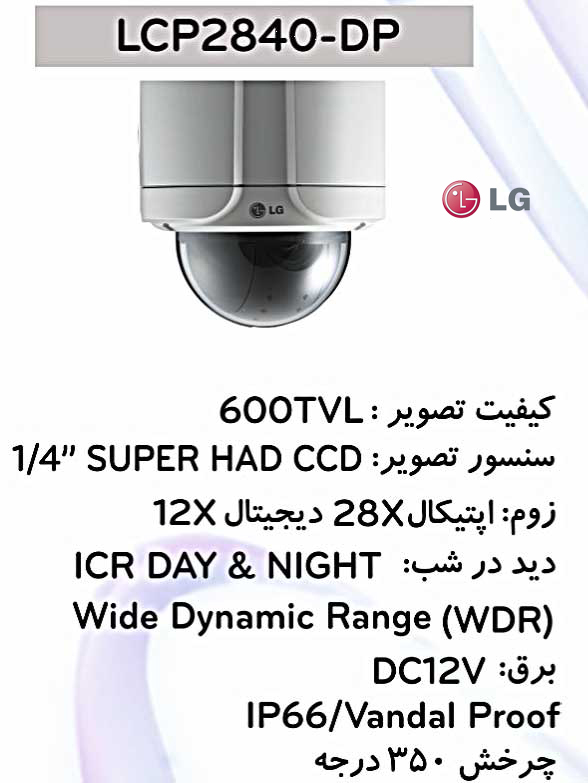 LCP2840-DP
LG
LG
کیفیت تصویر : 600TVL
سنسور تصویر: 1/4” SUPER HAD CCD
زوم: اپتیکال 28X دیجیتال 12X
دید در شب: ICR DAY & NIGHT
Wide Dynamic Range (WDR)
برق: DC12V
IP66/Vandal Proof
چرخش ۳۵۰ درجه